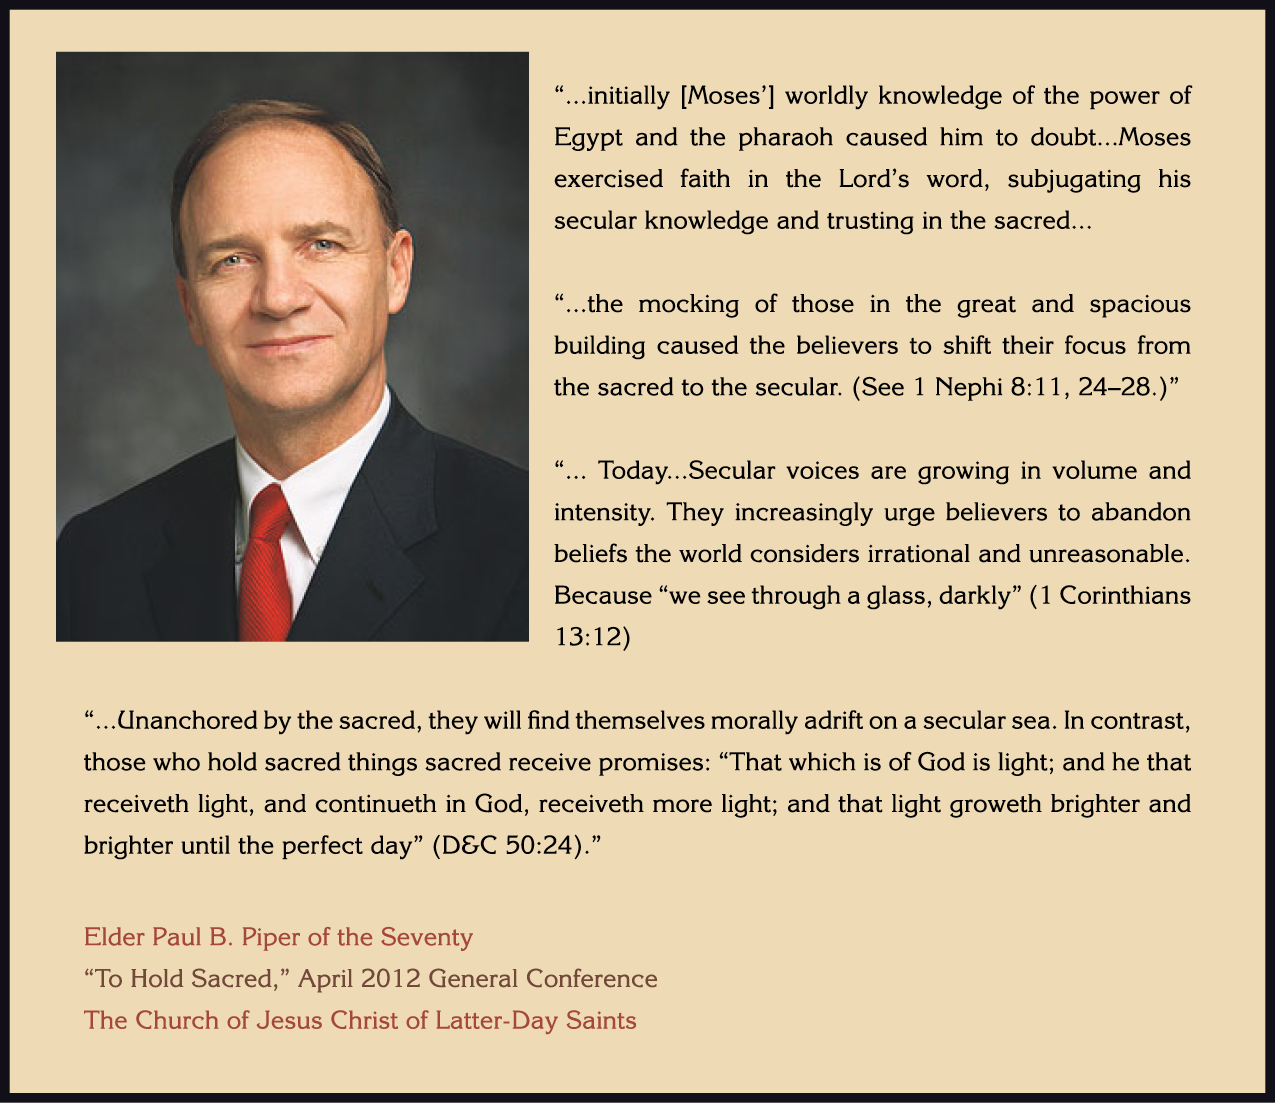 “…initially [Moses’] worldly knowledge of the power of
Egypt and the pharaoh caused him to doubt…Moses
exercised faith in the Lord’s word, subjugating his
secular knowledge and trusting in the sacred…
“…the mocking of those in the great and spacious
building caused the believers to shift their focus from
the sacred to the secular. (See 1 Nephi 8:11, 24–28.)”
“… Today…Secular voices are growing in volume and
intensity. They increasingly urge believers to abandon
beliefs the world considers irrational and unreasonable.
Because “we see through a glass, darkly” (1 Corinthians
13:12)
“…Unanchored by the sacred, they will find themselves morally adrift on a secular sea. In contrast,
those who hold sacred things sacred receive promises: “That which is of God is light; and he that
receiveth light, and continueth in God, receiveth more light; and that light groweth brighter and
brighter until the perfect day” (D&C 50:24).”
Elder Paul B. Piper of the Seventy
“To Hold Sacred,” April 2012 General Conference
The Church of Jesus Christ of Latter-Day Saints